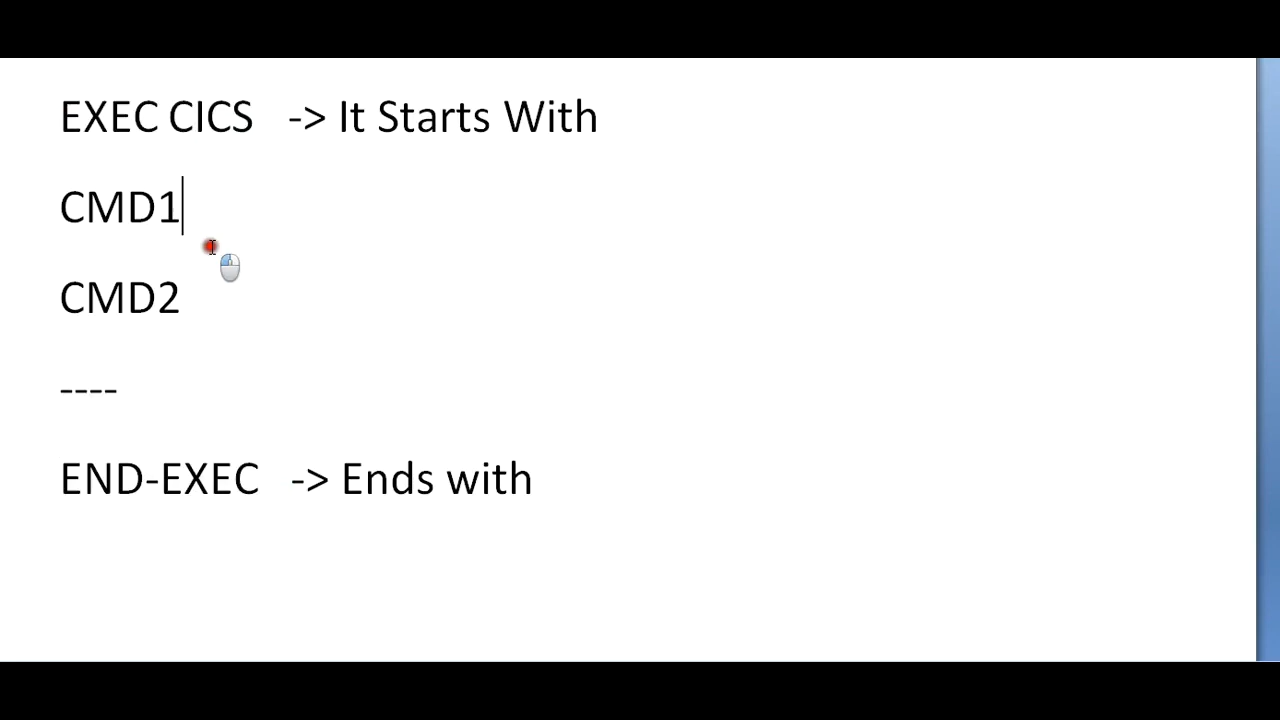 EXEC CICS -> It Starts With
CMD1
CMD2
----
END-EXEC -> Ends with